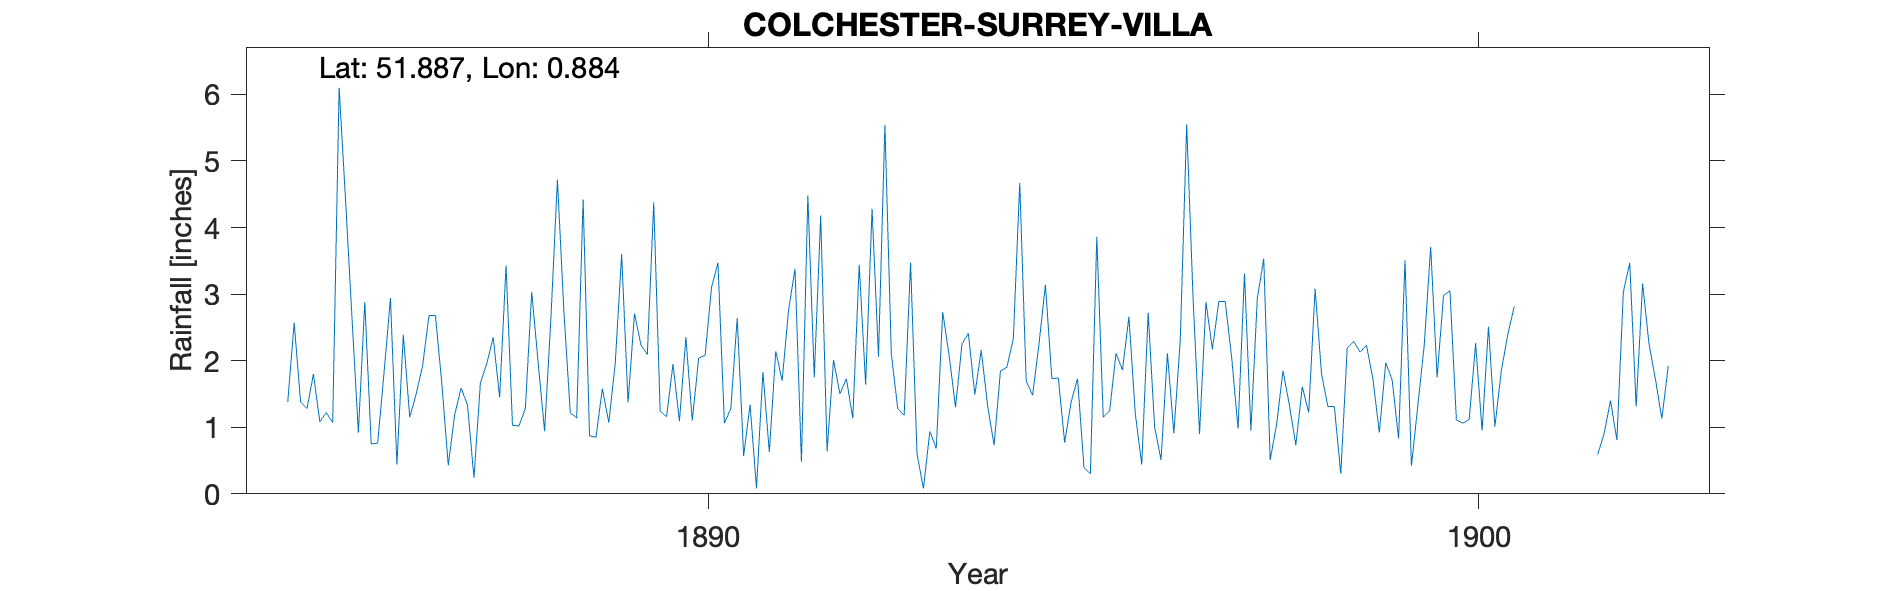 COLCHESTER-SURREY-VILLA
Lat: 51.887, Lon: 0.884
Rainfall [inches]
6
5
4
3
2
1
0
1890
1900
Year